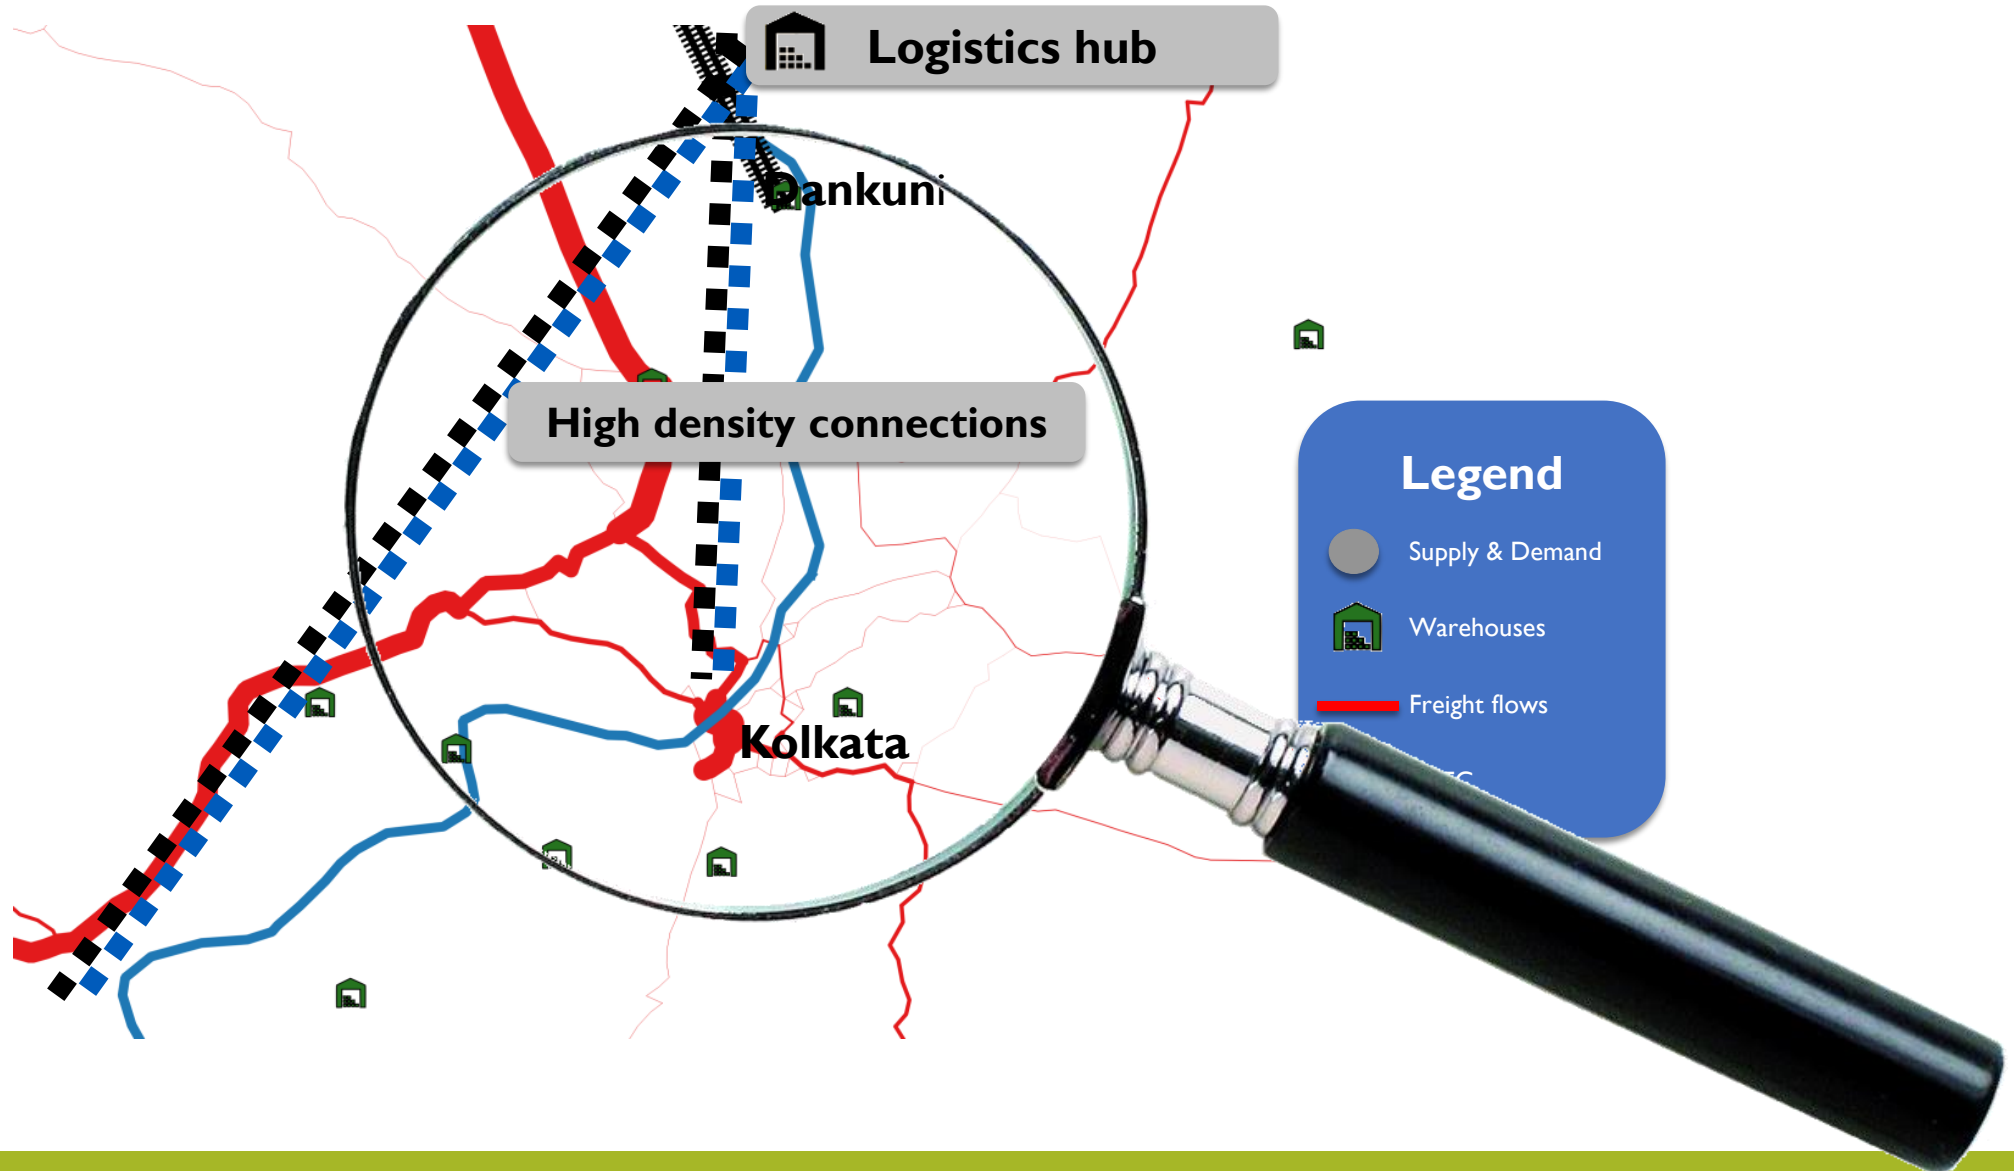 Logistics hub
Dankuni
High density connections
Legend
Supply & Demand
Warehouses
Freight flows
Kolkata